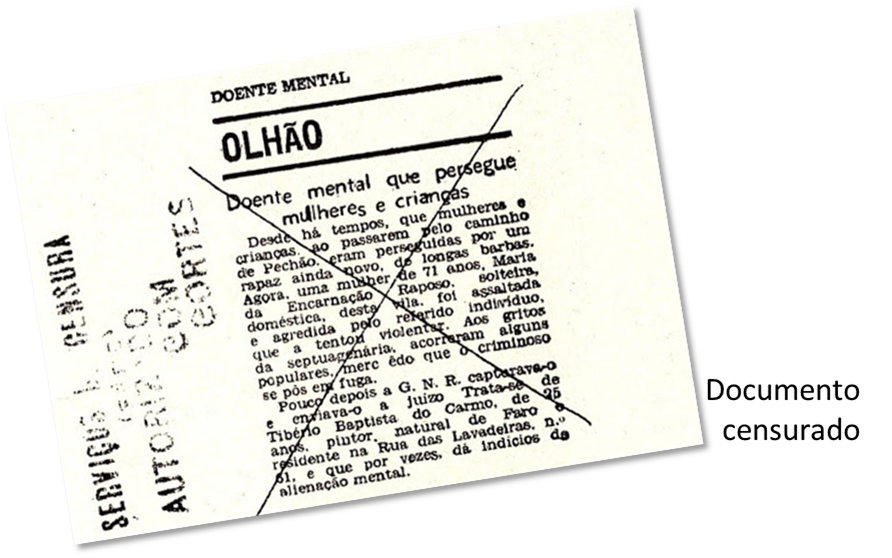 DOENTE MENTAL
OLHÃO
Doente mental que persegue
mulheres e crianças
Desde há tempos, que mulheres e
crianças, ao passarem pelo caminho
de Pechão, eram perseguidas por um
rapaz ainda novo, de longas barbas.
Agora, uma mulher de 71 anos, Maria
da Encarnação Raposo, solteira,
doméstica, desta vila, foi assaltada
e agredida pelo referido indivíduo,
que a tentou violentar. Aos gritos
da septuagenária, acorreram alguns
populares, merc êdo que o criminoso
se pôs em fuga.
Pouco depois a G. N. R. capturava-o
e enviava-o a juízo Trata-se de
Tibério Baptista do Carmo, de 25
anos, pintor, natural de Faro e
residente na Rua das Lavadeiras, n.º
61, e que por vezes, dá indícios de
alienação mental.
CENSURA
AUTORIZ COM
CORTES
Documento
censurado